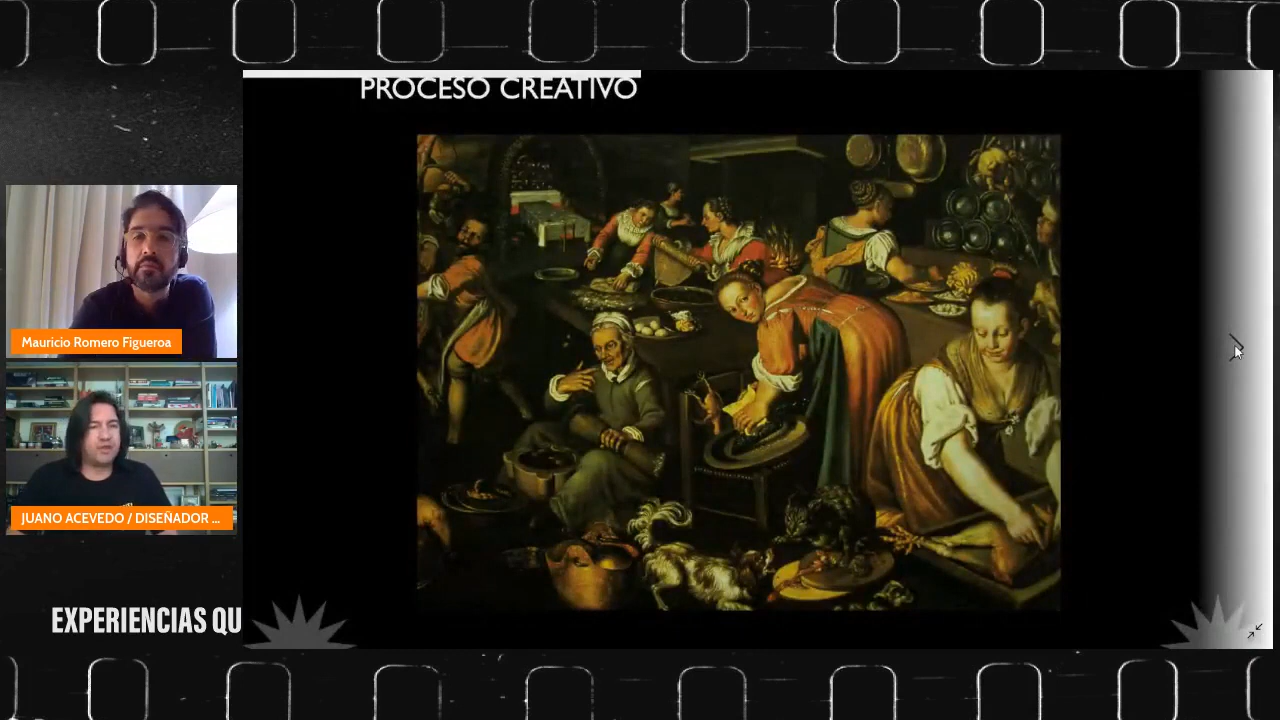 PROCESO CREATIVO
Mauricio Romero Figueroa
JUANO ACEVEDO / DISEÑADOR ...
EXPERIENCIAS QU